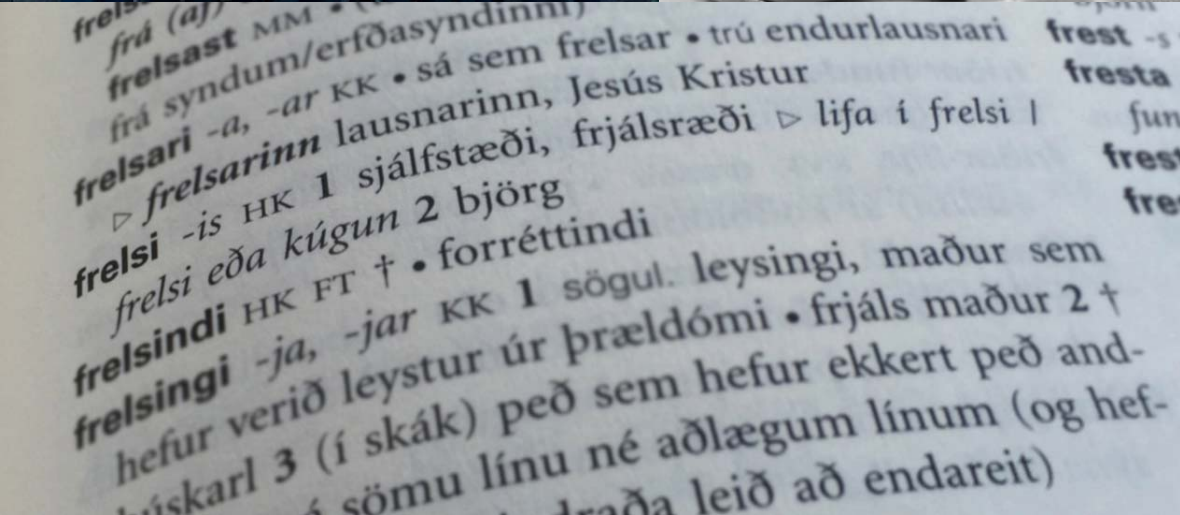 frels
frá (af)
frelsast MM • (
frá syndum/erfðasyndinni)
frelsari -a, -ar KK • sá sem frelsar • trú endurlausnari
▷ frelsarinn lausnarinn, Jesús Kristur
frelsi -is HK 1 sjálfstæði, frjálsræði ▷ lifa í frelsi |
frelsi eða kúgun 2 björg
frelsindi HK FT † • forréttindi
frelsingi -ja, -jar KK 1 sögul. leysingi, maður sem
hefur verið leystur úr þrældómi • frjáls maður 2 †
húskarl 3 (í skák) peð sem hefur ekkert peð and-
á sömu línu né aðlægum línum (og hef-
leið að endareit)
frest -s
fresta
fun
frest
fre